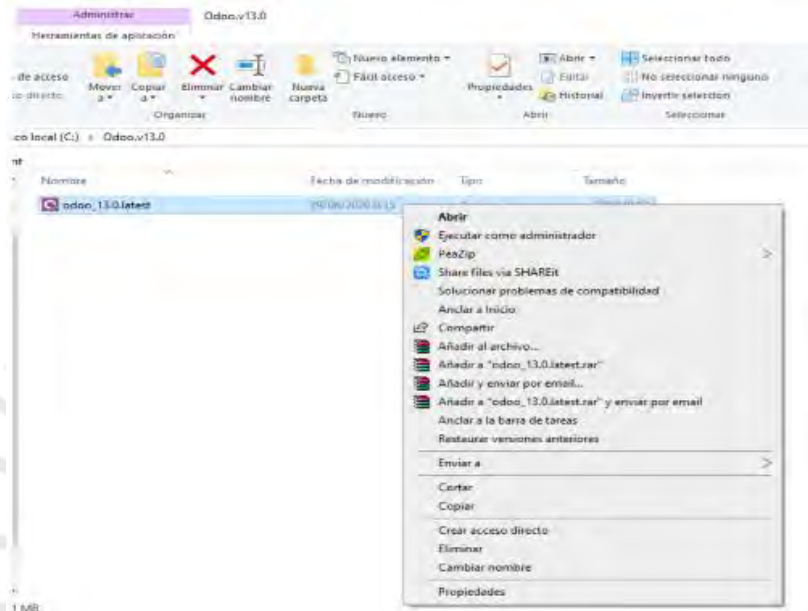 Administrar Odoo.v13.0
Herramientas de aplicación
de acceso
directo
Mover a
Copiar a
Eliminar
Cambiar nombre
Nueva carpeta
Nuevo elemento
Fácil acceso
Propiedades
Abrir
Editar
Historial
Seleccionar todo
No seleccionar ninguno
Invertir selección
Organizar Nuevo Abrir Seleccionar
co local (C:) Odoo.v13.0
Nombre Fecha de modificación Tipo Tamaño
odoo_13.0.latest
Abrir
Ejecutar como administrador
PeaZip
Share files via SHAREit
Solucionar problemas de compatibilidad
Anclar a Inicio
Compartir
Añadir al archivo...
Añadir a "odoo_13.0.latest.rar"
Añadir y enviar por email...
Añadir a "odoo_13.0.latest.rar" y enviar por email
Anclar a la barra de tareas
Restaurar versiones anteriores
Enviar a
Cortar
Copiar
Crear acceso directo
Eliminar
Cambiar nombre
Propiedades
1 MB